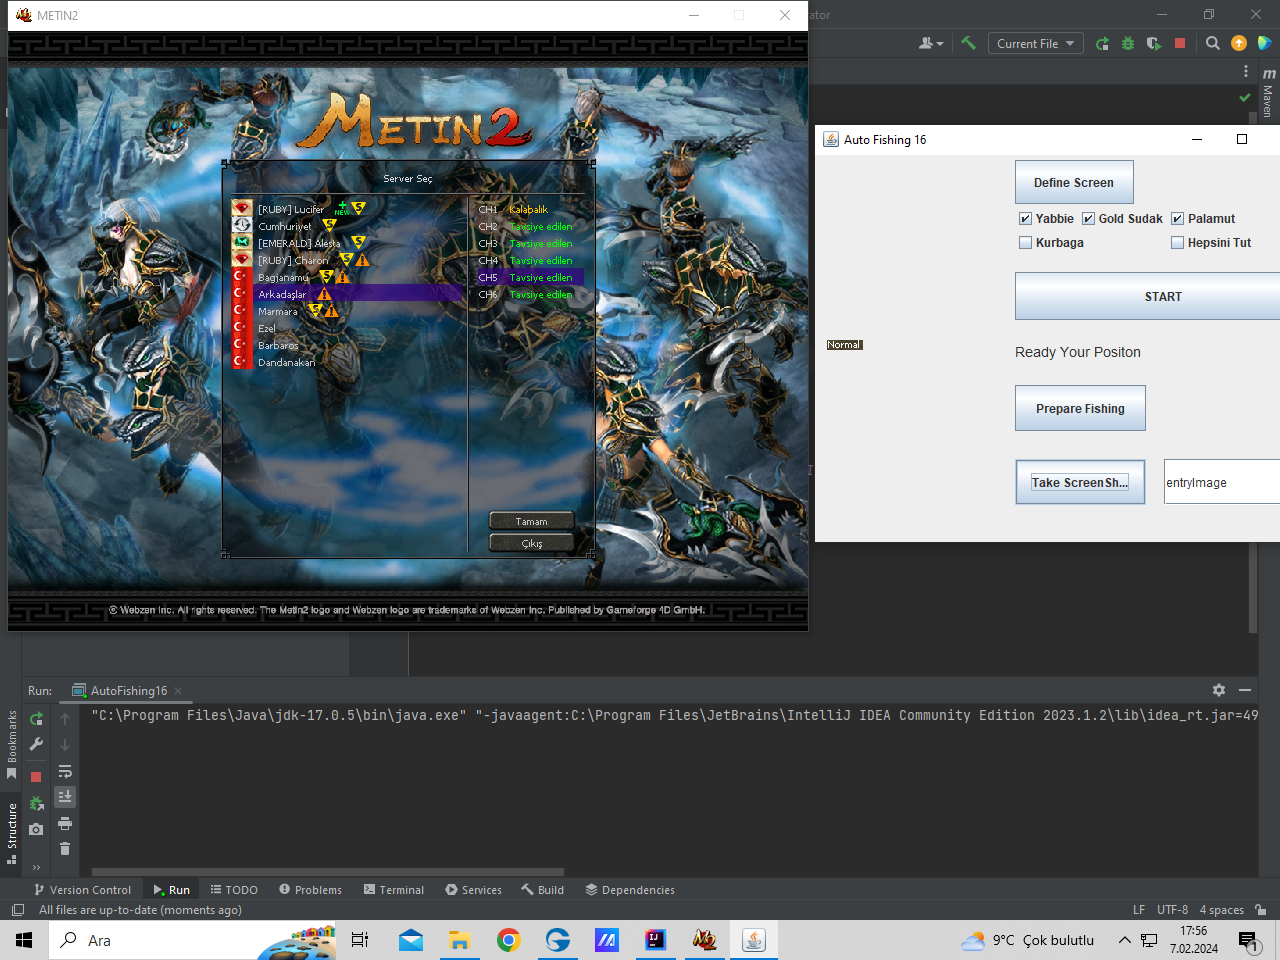 METIN2
ator
Current File
Maven
METIN2
Server Seç
[RUBY] Lucifer NEW S
Cumhuriyet S
[EMERALD] Alesta S
[RUBY] Charon S
Bagjanamu S
Arkadaşlar
Marmara S
Ezel
Barbaros
Dandanakan
CH1 Kalabalık
CH2 Tavsiye edilen
CH3 Tavsiye edilen
CH4 Tavsiye edilen
CH5 Tavsiye edilen
CH6 Tavsiye edilen
Tamam
Çıkış
© Webzen Inc. All rights reserved. The Metin2 logo and Webzen logo are trademarks of Webzen Inc. Published by Gameforge 4D GmbH.
Auto Fishing 16
Define Screen
Yabbie Gold Sudak Palamut
Kurbaga Hepsini Tut
START
Normal
Ready Your Positon
Prepare Fishing
Take ScreenSh... entryImage
Run: AutoFishing16
"C:\Program Files\Java\jdk-17.0.5\bin\java.exe" "-javaagent:C:\Program Files\JetBrains\IntelliJ IDEA Community Edition 2023.1.2\lib\idea_rt.jar=49
Bookmarks
Structure
Version Control Run TODO Problems Terminal Services Build Dependencies
All files are up-to-date (moments ago) LF UTF-8 4 spaces
Ara 9°C Çok bulutlu 17:56
7.02.2024 1